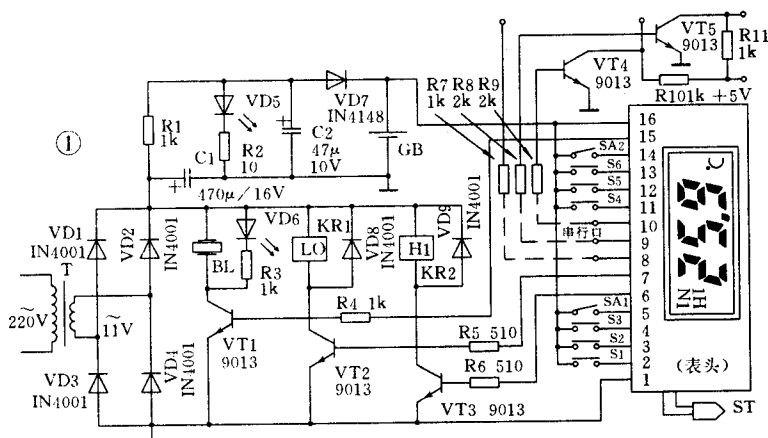 ①
R1
1k
VD5
R2
10
C1
470μ/16V
C2
47μ
10V
VD7
IN4148
GB
R7
1k
R8
2k
R9
2k
VT4
9013
VT5
9013
R11
1k
R101k
+5V
VD1
IN4001
VD2
IN4001
T
220V
~
11V
~
VD3
IN4001
VD4
IN4001
BL
VD6
R3
1k
LO
KR1
VD8
IN4001
H1
KR2
VD9
IN4001
R4 1k
VT1
9013
VT2
9013
R5 510
R6 510
VT3 9013
串行口
SA2
S6
S5
S4
SA1
S3
S2
S1
16
15
14
13
12
11
10
9
8
7
6
5
4
3
2
1
25.9
℃
IN
H1
(表头)
ST